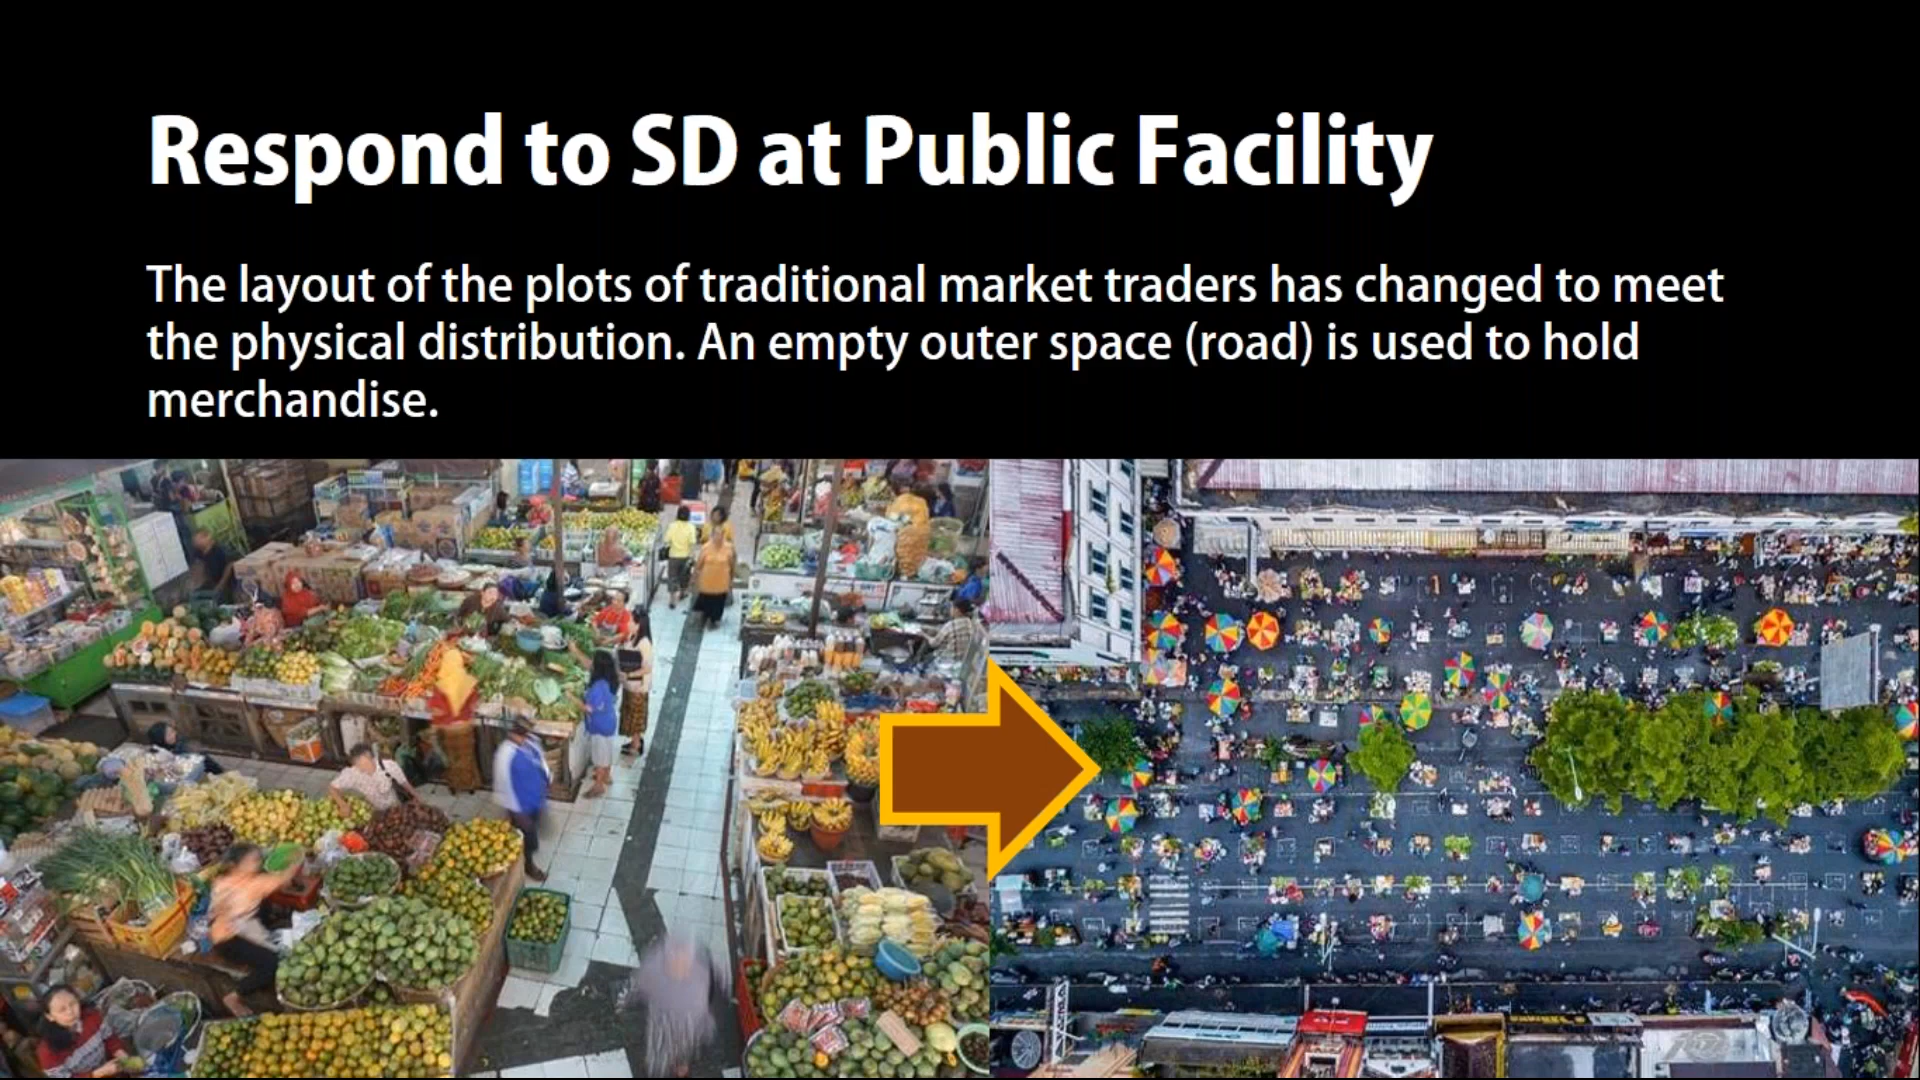 Respond to SD at Public Facility
The layout of the plots of traditional market traders has changed to meet
the physical distribution. An empty outer space (road) is used to hold
merchandise.